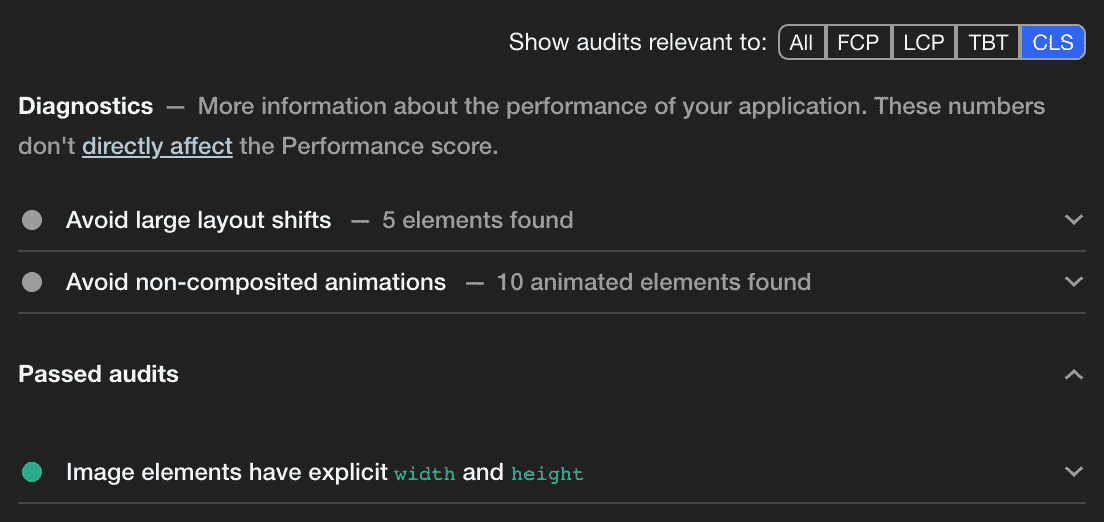 Show audits relevant to: All FCP LCP TBT CLS
Diagnostics — More information about the performance of your application. These numbers
don't directly affect the Performance score.
Avoid large layout shifts — 5 elements found
Avoid non-composited animations — 10 animated elements found
Passed audits
Image elements have explicit width and height